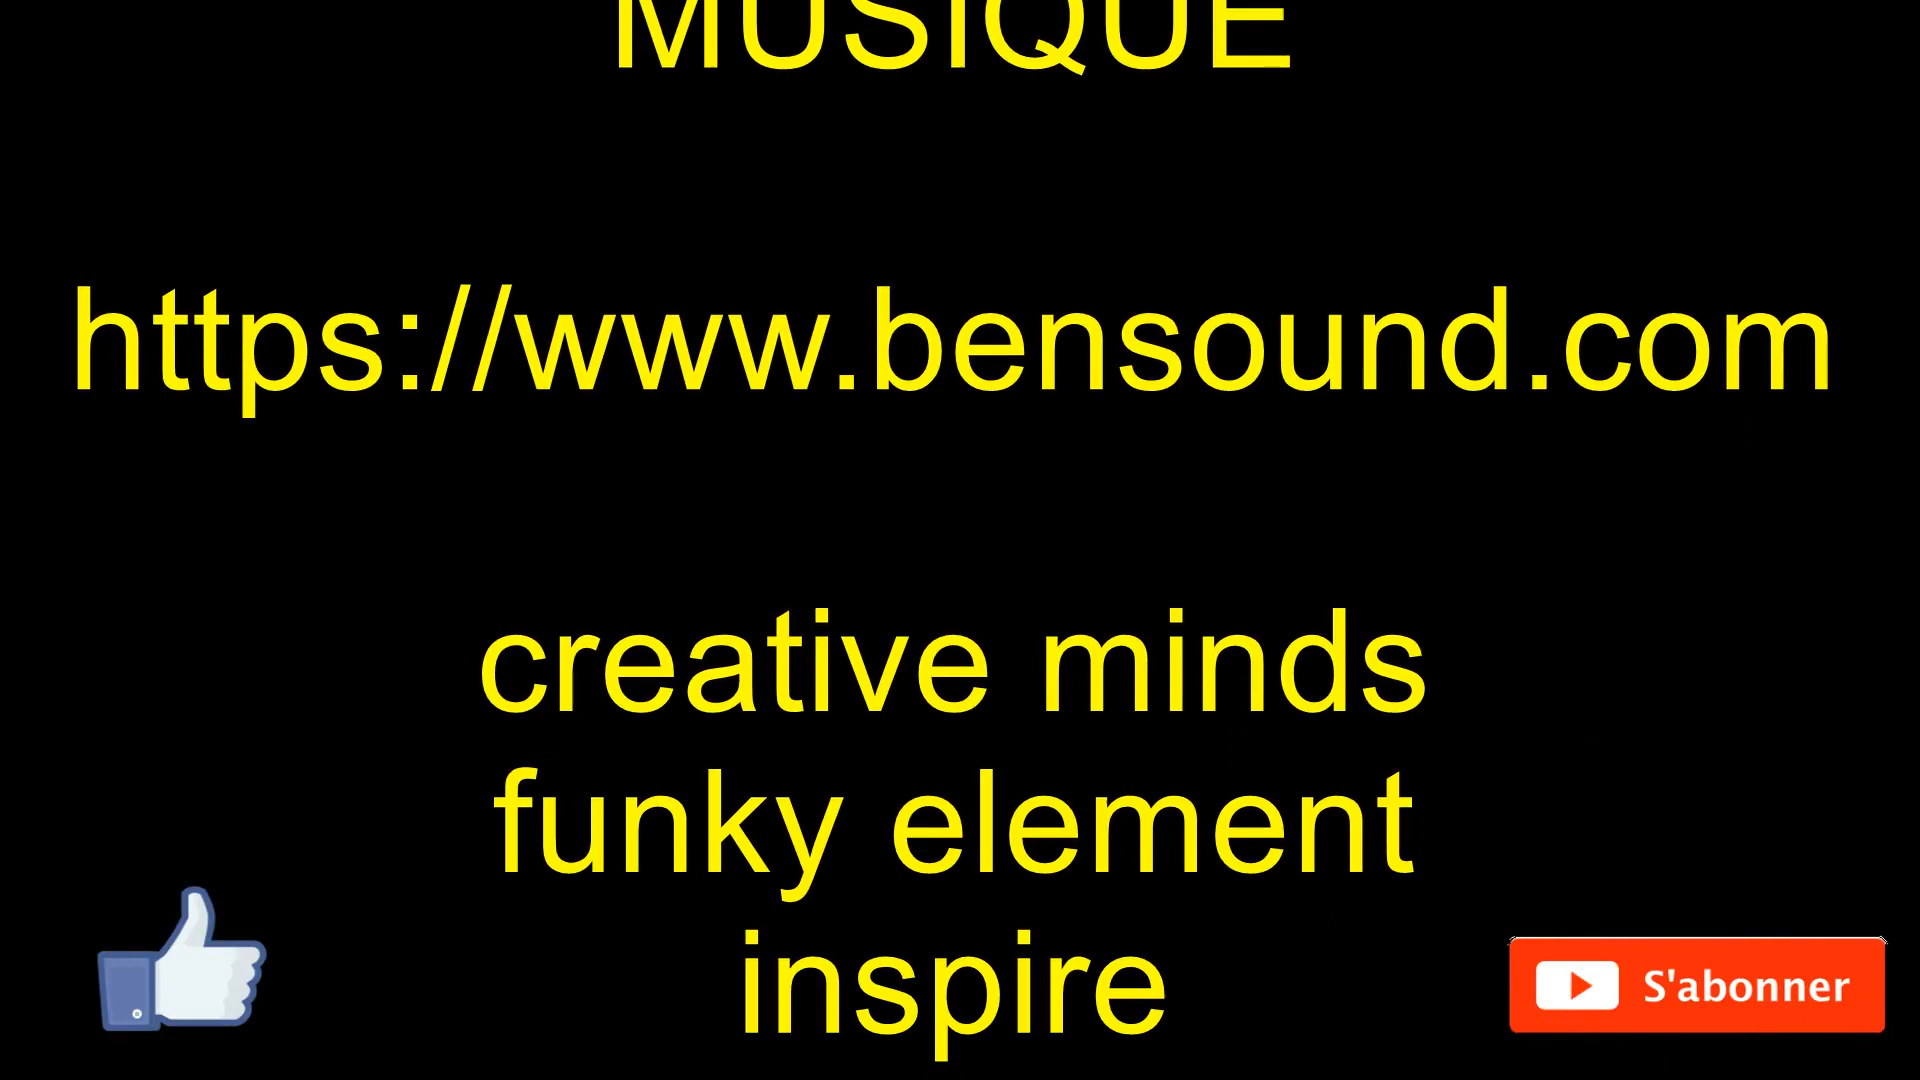 MUSIQUE
https://www.bensound.com
creative minds
funky element
inspire
S'abonner